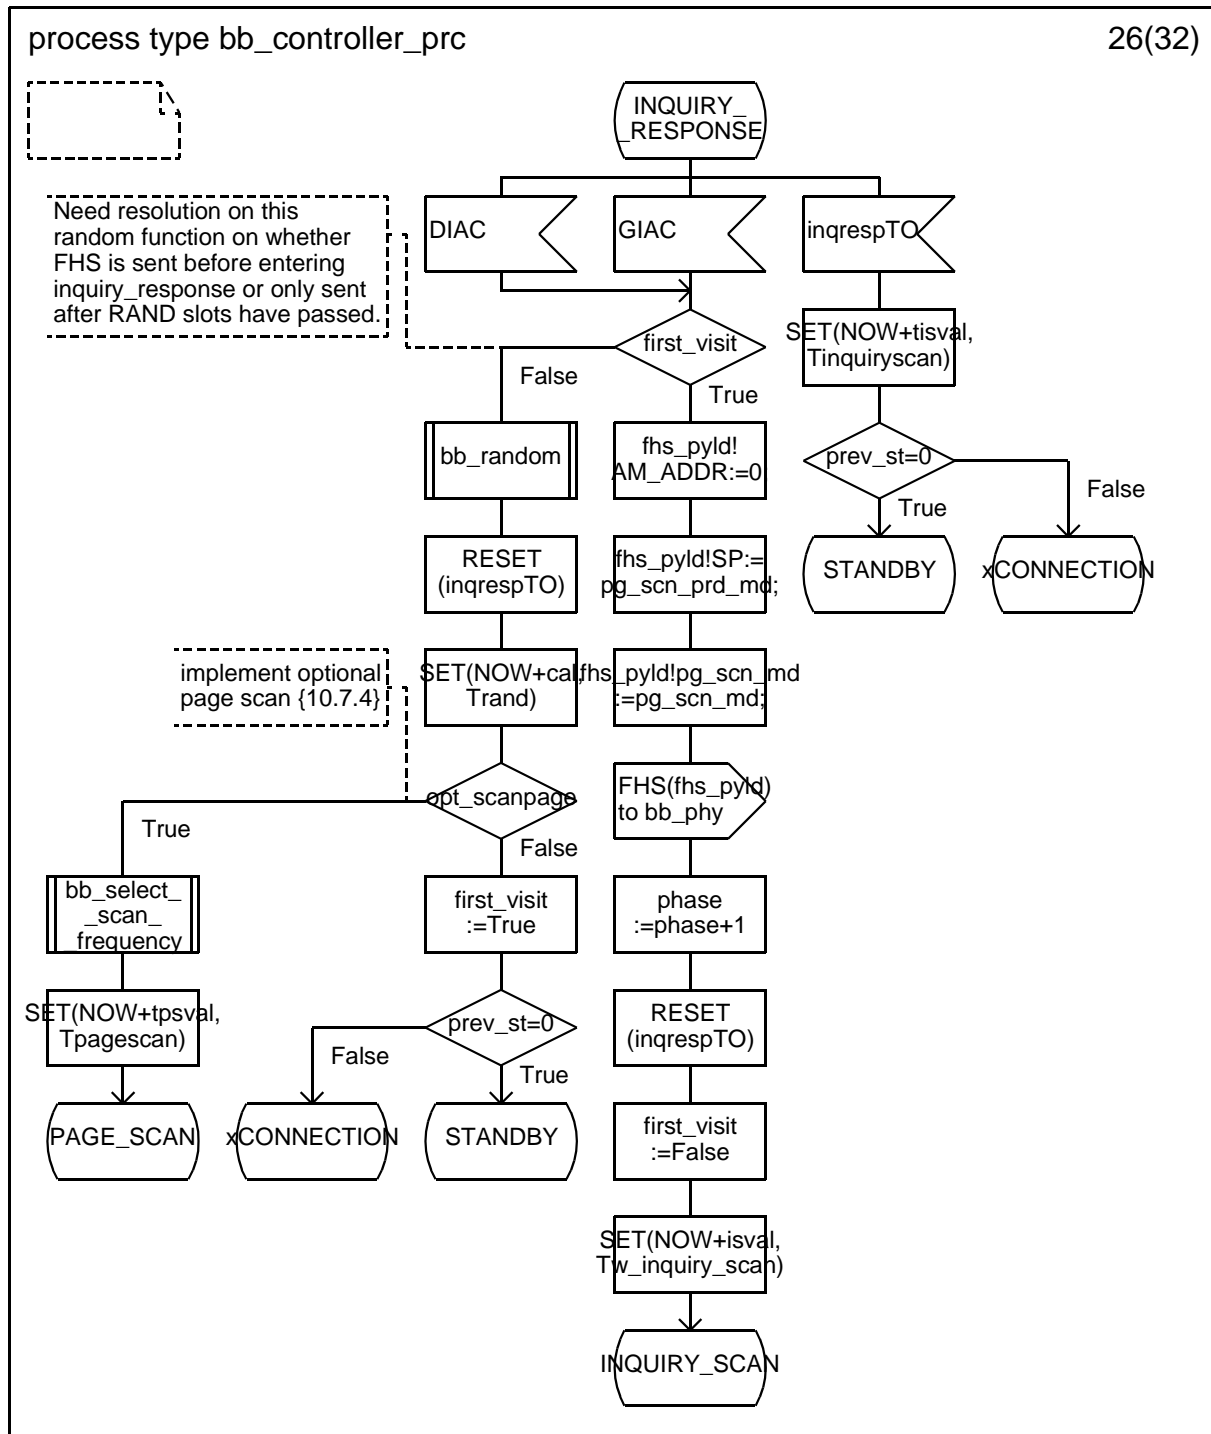 process type bb_controller_prc
26(32)
INQUIRY_
_RESPONSE
Need resolution on this
random function on whether
FHS is sent before entering
inquiry_response or only sent
after RAND slots have passed.
DIAC
GIAC
inqrespTO
first_visit
SET(NOW+tisval,
Tinquiryscan)
False
True
bb_random
fhs_pyld!
AM_ADDR:=0
prev_st=0
False
True
RESET
(inqrespTO)
fhs_pyld!SP:=
pg_scn_prd_md;
STANDBY
xCONNECTION
implement optional
page scan {10.7.4}
SET(NOW+cal,
Trand)
fhs_pyld!pg_scn_md
:=pg_scn_md;
opt_scanpage
FHS(fhs_pyld)
to bb_phy
True
False
bb_select_
_scan_
_frequency
first_visit
:=True
phase
:=phase+1
SET(NOW+tpsval,
Tpagescan)
prev_st=0
RESET
(inqrespTO)
False
True
PAGE_SCAN
xCONNECTION
STANDBY
first_visit
:=False
SET(NOW+isval,
Tw_inquiry_scan)
INQUIRY_SCAN